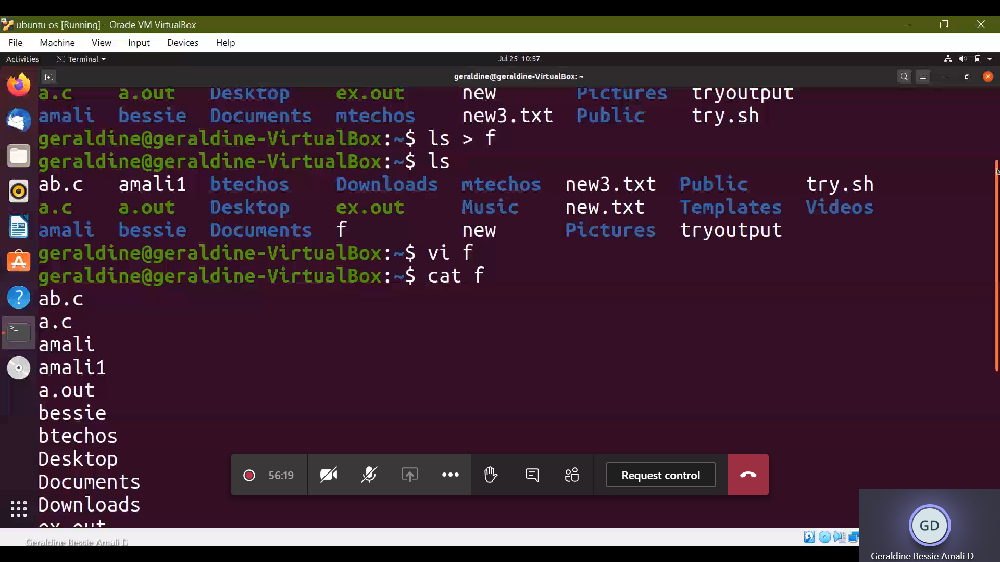 ubuntu os [Running] - Oracle VM VirtualBox
File Machine View Input Devices Help
Activities Terminal Jul 25 10:57
geraldine@geraldine-VirtualBox: ~
a.c a.out Desktop ex.out new Pictures tryoutput
amali bessie Documents mtechos new3.txt Public try.sh
geraldine@geraldine-VirtualBox:~$ ls > f
geraldine@geraldine-VirtualBox:~$ ls
ab.c amali1 btechos Downloads mtechos new3.txt Public try.sh
a.c a.out Desktop ex.out Music new.txt Templates Videos
amali bessie Documents f new Pictures tryoutput
geraldine@geraldine-VirtualBox:~$ vi f
geraldine@geraldine-VirtualBox:~$ cat f
ab.c
a.c
amali
amali1
a.out
bessie
btechos
Desktop
Documents
Downloads
ex.out
56:19 Request control
GD
Geraldine Bessie Amali D
Geraldine Bessie Amali D